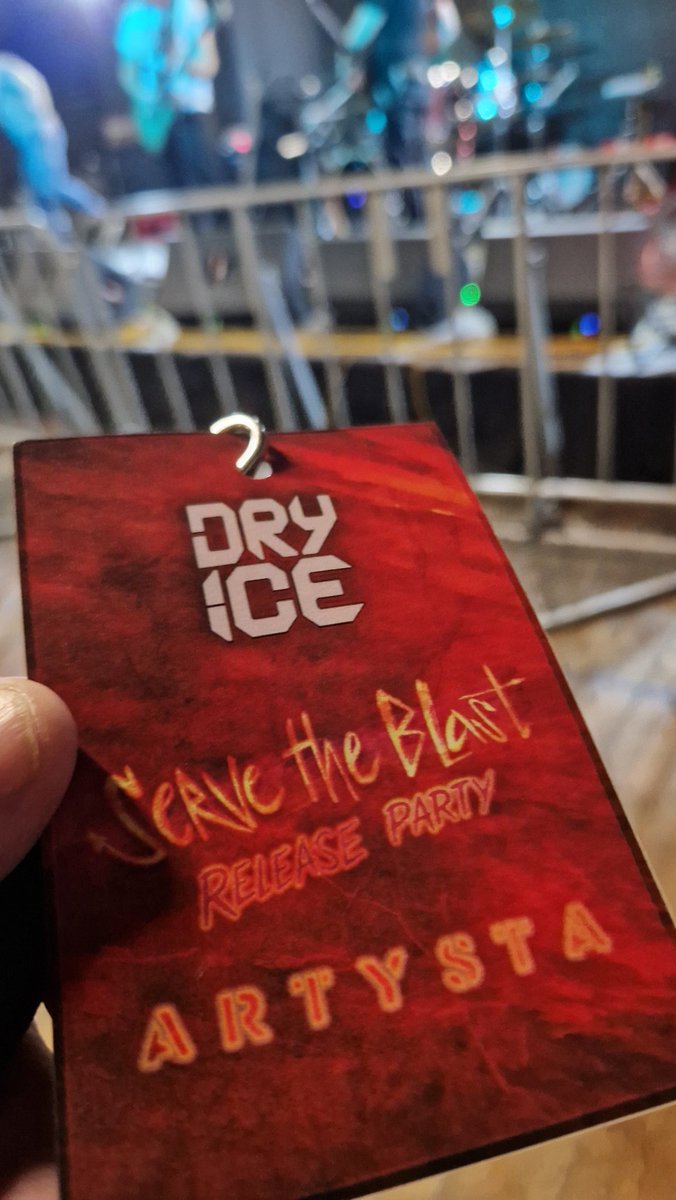 DRY
ICE
Serve the Blast
RELEASE PARTY
ARTYSTA